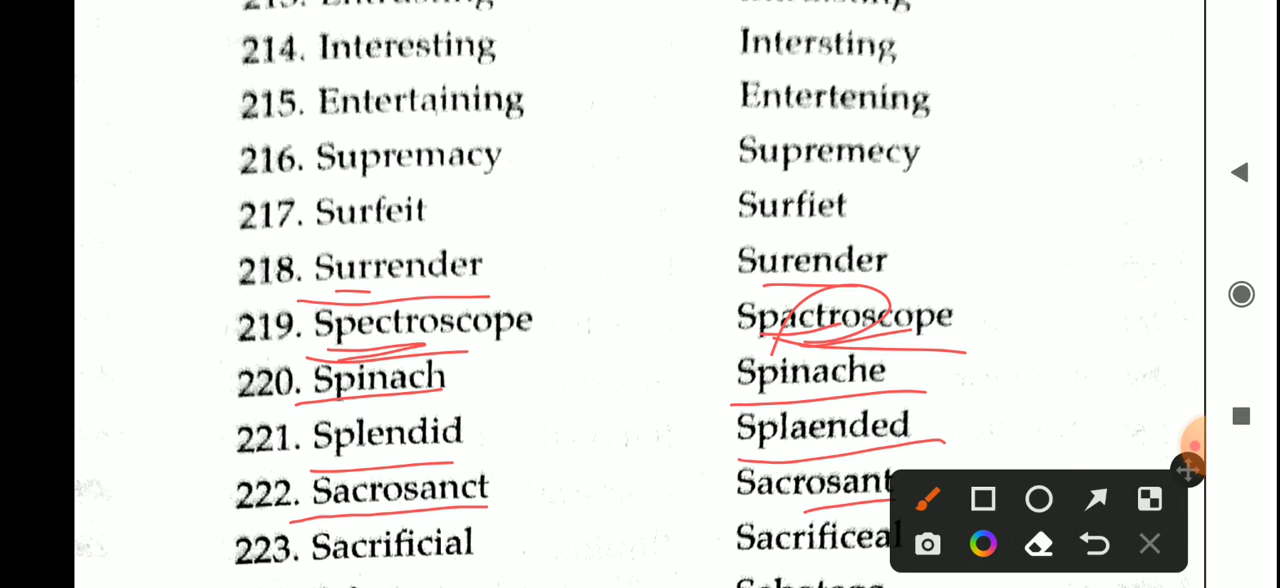 214. Interesting Intersting
215. Entertaining Entertening
216. Supremacy Supremecy
217. Surfeit Surfiet
218. Surrender Surender
219. Spectroscope Spactroscope
220. Spinach Spinache
221. Splendid Splaended
222. Sacrosanct Sacrosant
223. Sacrificial Sacrificeal